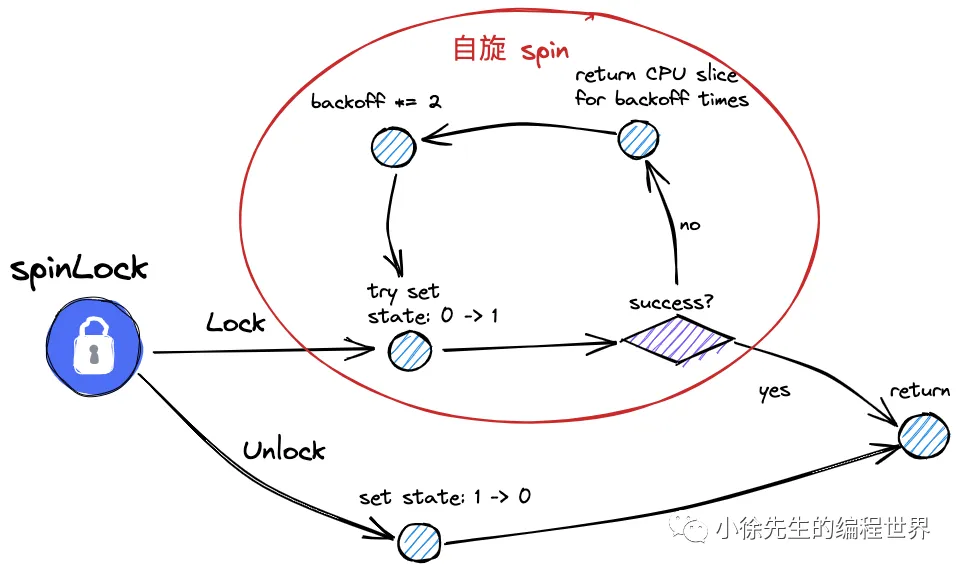 自旋 spin
return CPU slice
for backoff times
backoff *= 2
no
spinLock
try set
state: 0 -> 1
success?
Lock
yes
return
Unlock
set state: 1 -> 0
小徐先生的编程世界